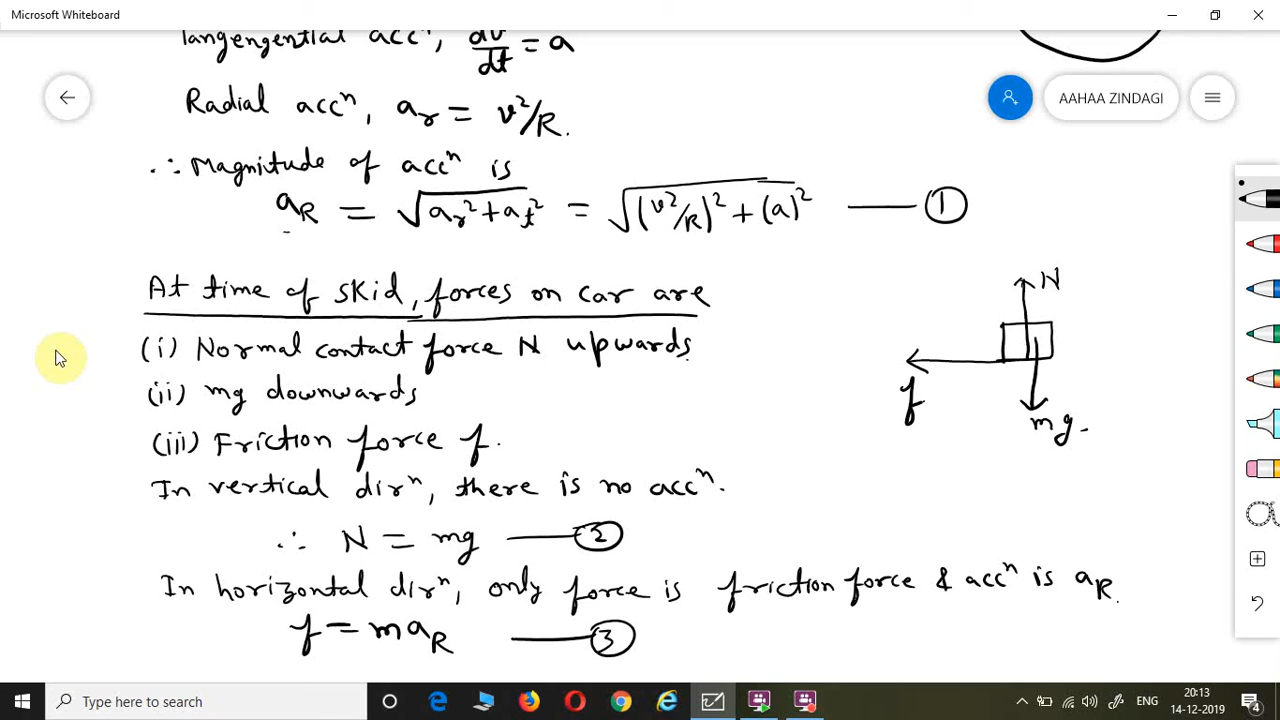 Microsoft Whiteboard
Tangengential accⁿ, dv/dt = a
AAHAA ZINDAGI
Radial accⁿ, aᵣ = v²/R.
∴ Magnitude of accⁿ is
a_R = √(aᵣ² + aₜ²) = √((v²/R)² + (a)²) —— ①
At time of skid, forces on car are
N
(i) Normal contact force N upwards.
(ii) mg downwards
f
mg.
(iii) Friction force f.
In vertical dirⁿ, there is no accⁿ.
∴ N = mg —— ②
In horizontal dirⁿ, only force is friction force & accⁿ is a_R.
f = ma_R —— ③
Type here to search
ENG
20:13
14-12-2019
4